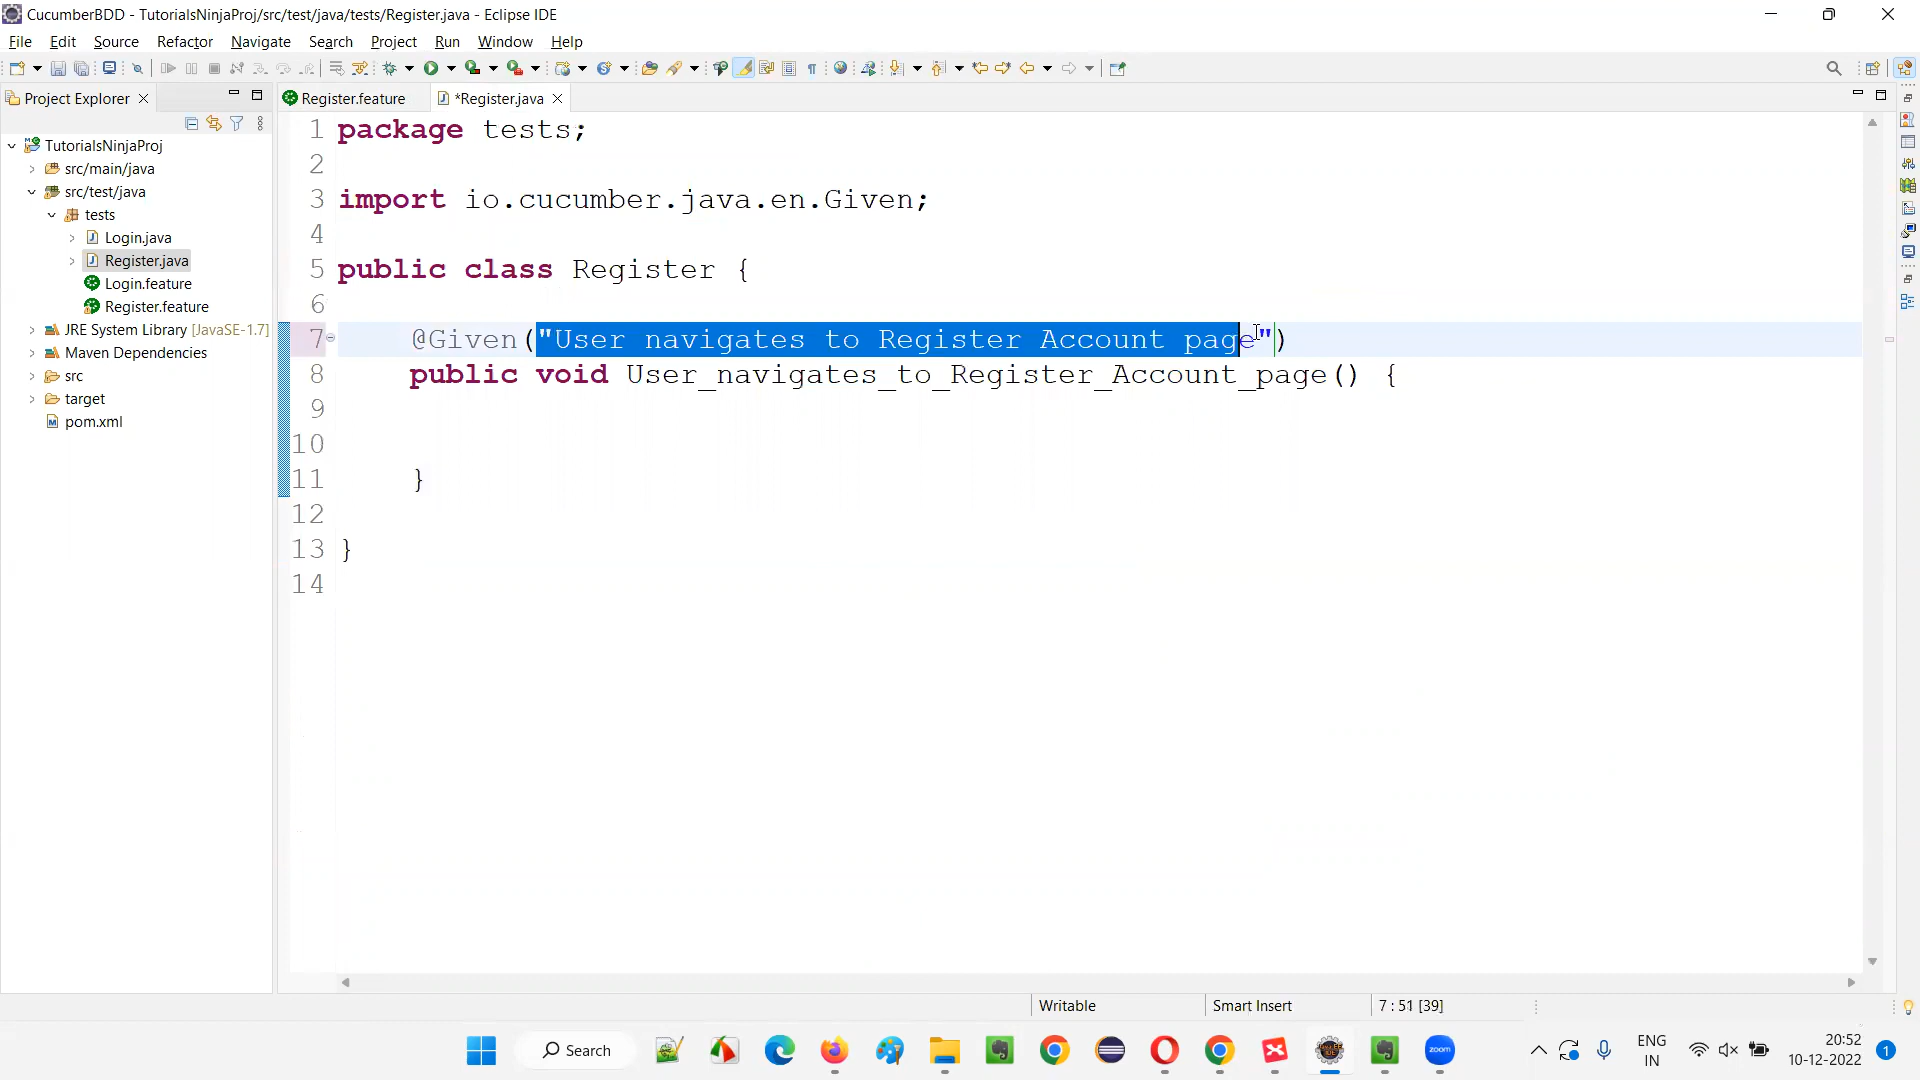 CucumberBDD - TutorialsNinjaProj/src/test/java/tests/Register.java - Eclipse IDE
File Edit Source Refactor Navigate Search Project Run Window Help
Project Explorer
Register.feature
*Register.java
TutorialsNinjaProj
src/main/java
src/test/java
tests
Login.java
Register.java
Login.feature
Register.feature
JRE System Library [JavaSE-1.7]
Maven Dependencies
src
target
pom.xml
1 package tests;
2
3 import io.cucumber.java.en.Given;
4
5 public class Register {
6
7 @Given("User navigates to Register Account page")
8 public void User_navigates_to_Register_Account_page() {
9
10
11 }
12
13 }
14
Writable Smart Insert 7 : 51 [39]
Search
zoom
ENG
IN
20:52
10-12-2022
1